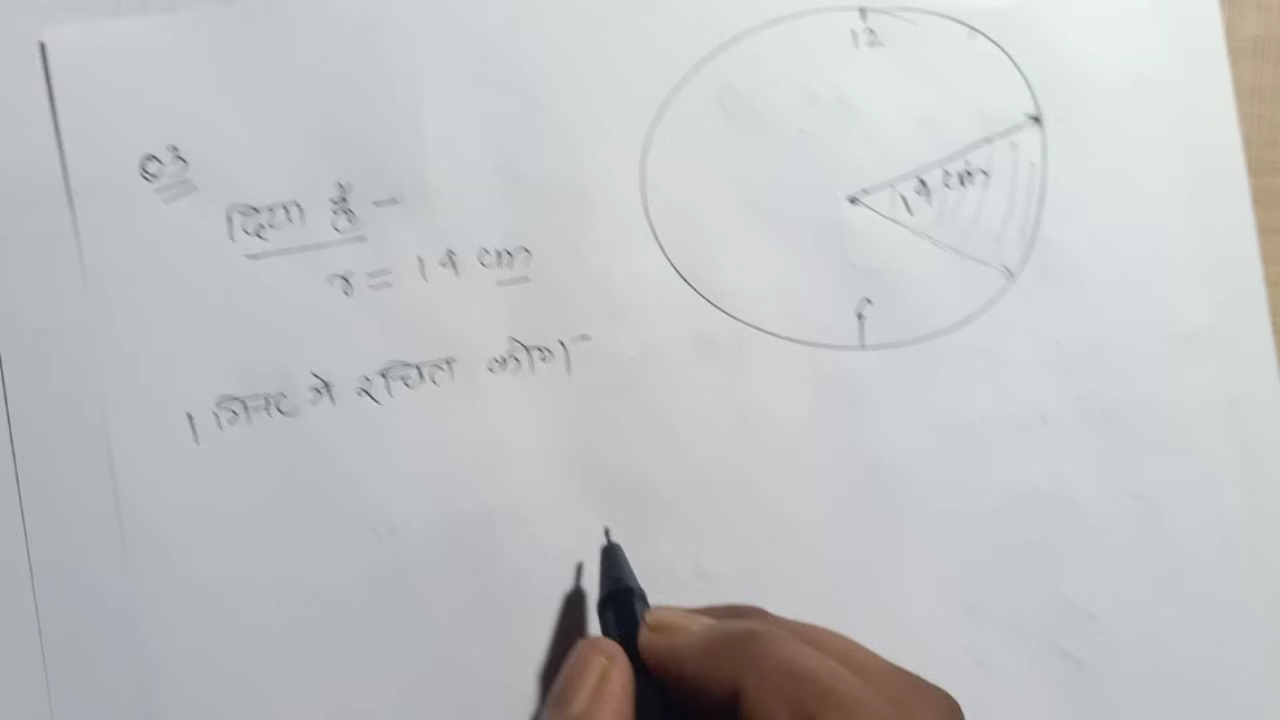 Q3
दिया है -
r = 14 cm
1 मिनट में रचित कोण -
12
14 cm
6